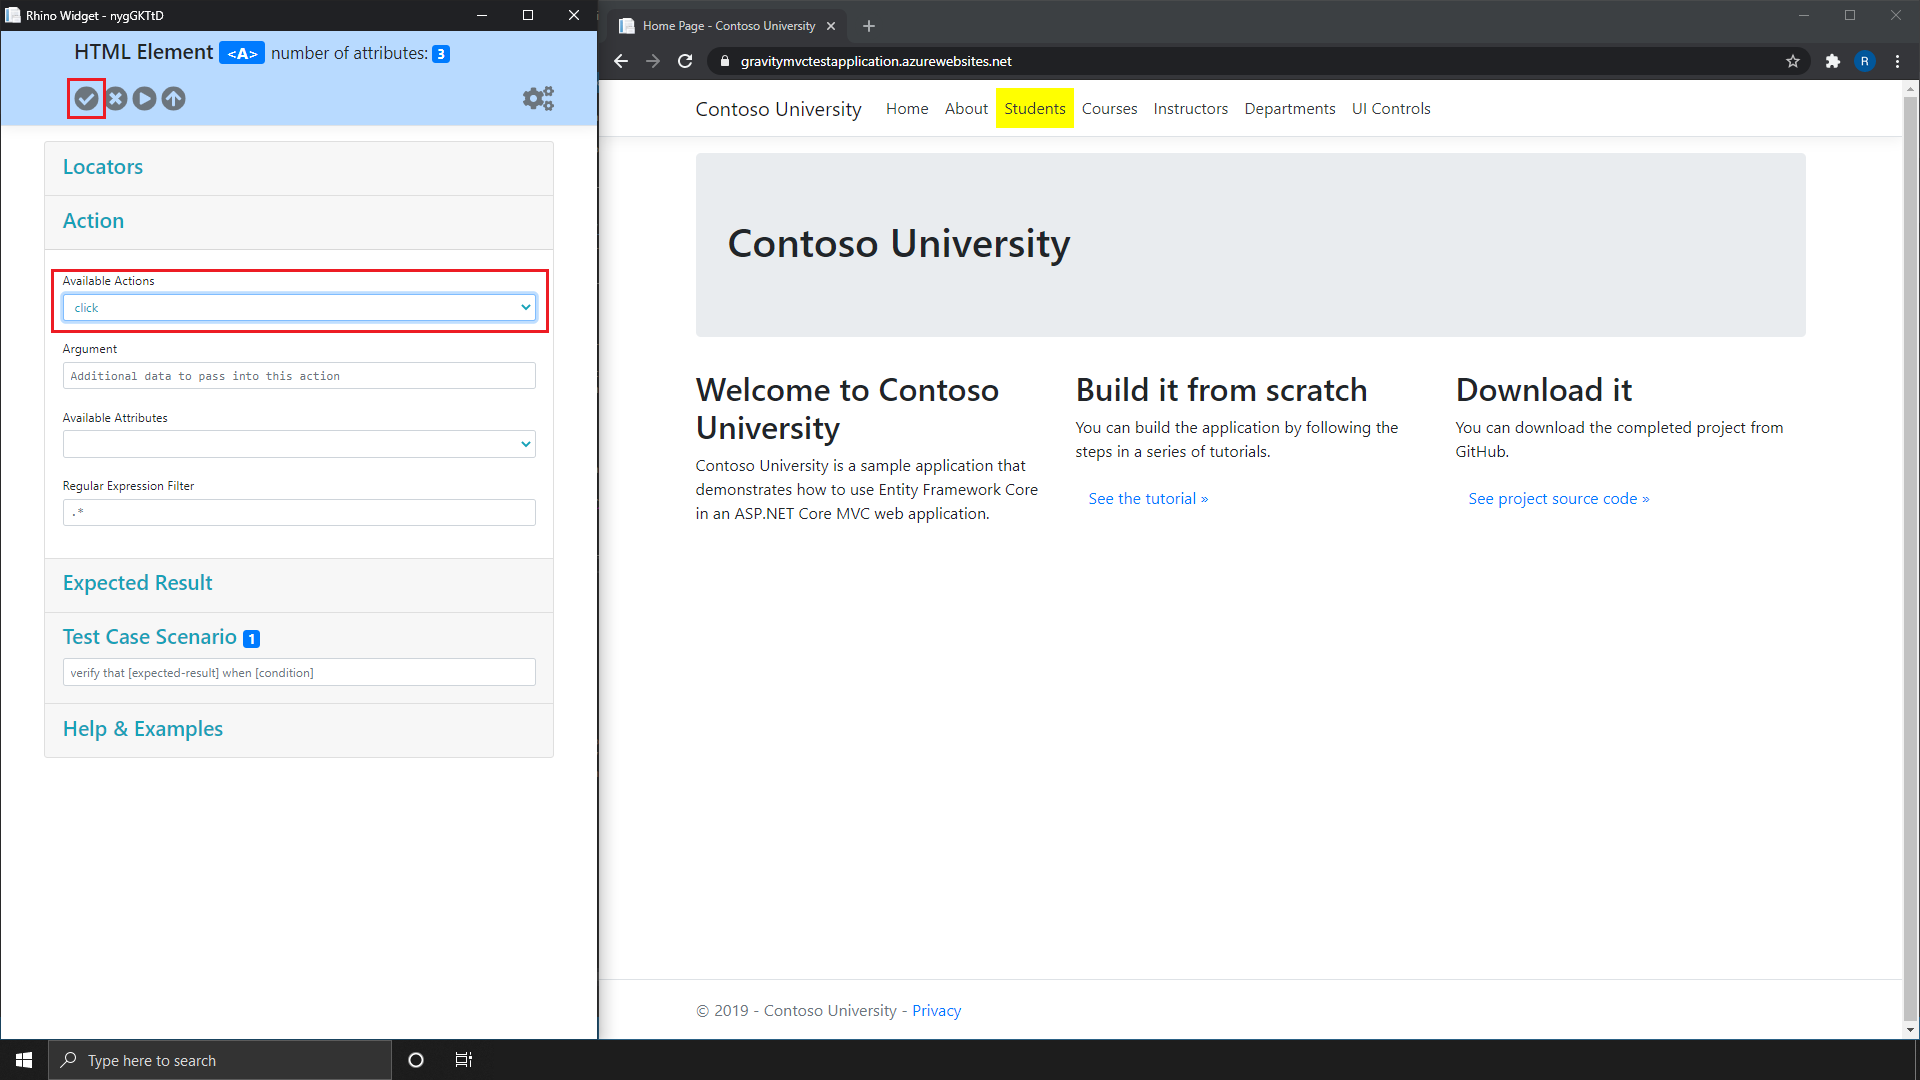 Rhino Widget - nygGKTtD
HTML Element <A> number of attributes: 3
Locators
Action
Available Actions
click
Argument
Additional data to pass into this action
Available Attributes
Regular Expression Filter
.*
Expected Result
Test Case Scenario 1
verify that [expected-result] when [condition]
Help & Examples
Home Page - Contoso University
gravitymvctestapplication.azurewebsites.net
R
Contoso University Home About Students Courses Instructors Departments UI Controls
Contoso University
Welcome to Contoso
University
Contoso University is a sample application that
demonstrates how to use Entity Framework Core
in an ASP.NET Core MVC web application.
Build it from scratch
You can build the application by following the
steps in a series of tutorials.
See the tutorial »
Download it
You can download the completed project from
GitHub.
See project source code »
© 2019 - Contoso University - Privacy
Type here to search